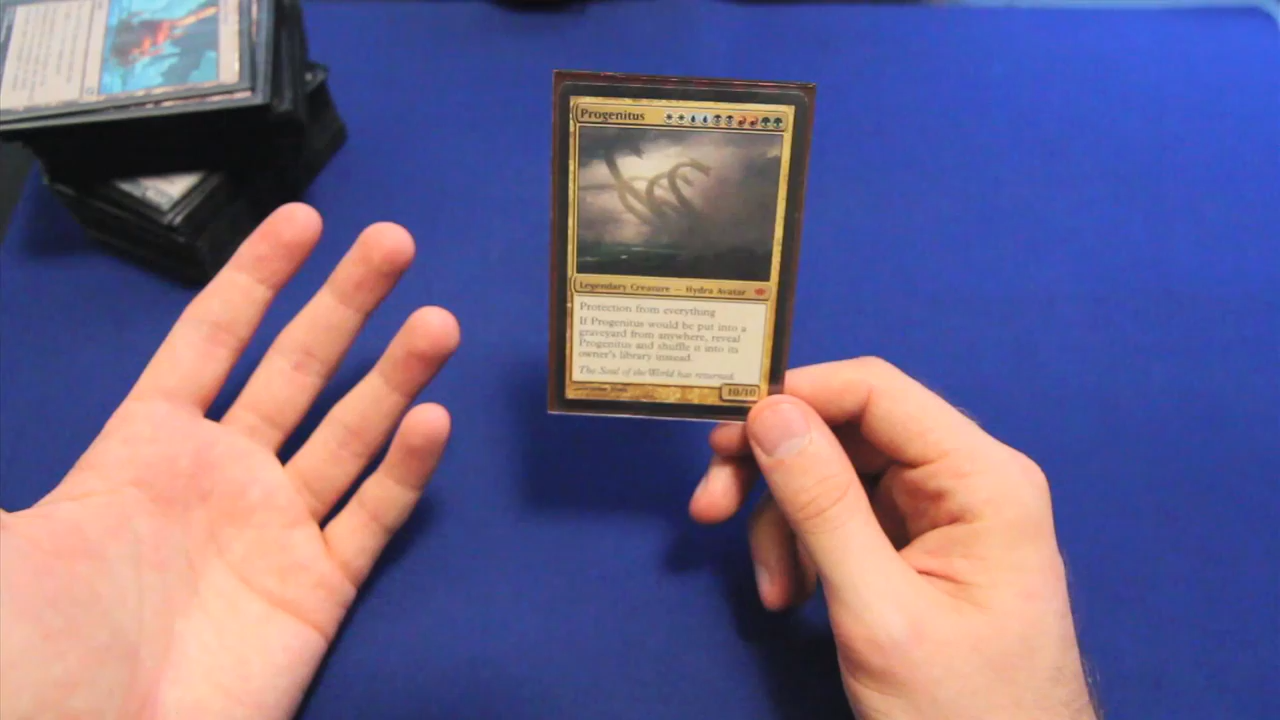 Progenitus
Legendary Creature — Hydra Avatar
Protection from everything
If Progenitus would be put into a
graveyard from anywhere, reveal
Progenitus and shuffle it into its
owner's library instead.
The Soul of the World has returned.
10/10